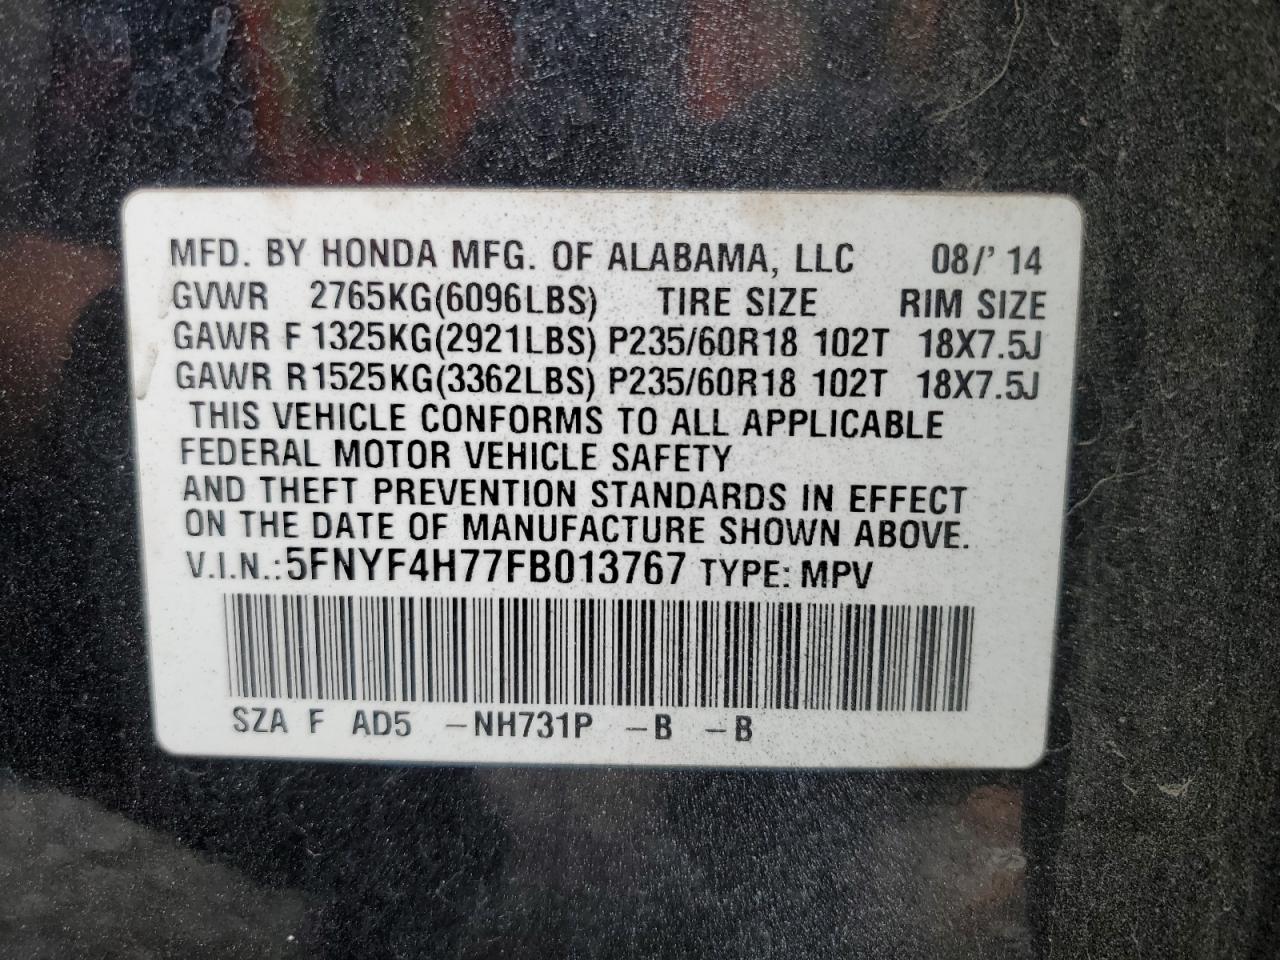 MFD. BY HONDA MFG. OF ALABAMA, LLC 08/' 14
GVWR 2765KG(6096LBS) TIRE SIZE RIM SIZE
GAWR F 1325KG(2921LBS) P235/60R18 102T 18X7.5J
GAWR R1525KG(3362LBS) P235/60R18 102T 18X7.5J
THIS VEHICLE CONFORMS TO ALL APPLICABLE
FEDERAL MOTOR VEHICLE SAFETY
AND THEFT PREVENTION STANDARDS IN EFFECT
ON THE DATE OF MANUFACTURE SHOWN ABOVE.
V.I.N.:5FNYF4H77FB013767 TYPE: MPV
SZA F AD5 -NH731P -B -B